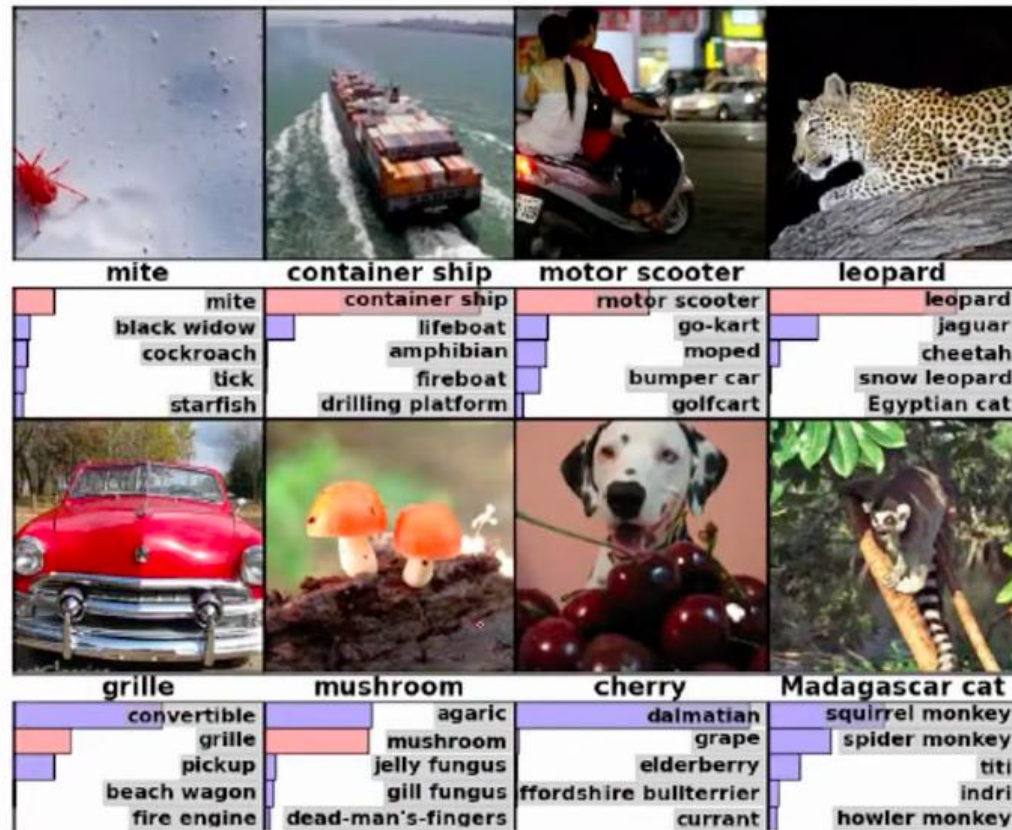 mite
container ship
motor scooter
leopard
mite
black widow
cockroach
tick
starfish
container ship
lifeboat
amphibian
fireboat
drilling platform
motor scooter
go-kart
moped
bumper car
golfcart
leopard
jaguar
cheetah
snow leopard
Egyptian cat
grille
mushroom
cherry
Madagascar cat
convertible
grille
pickup
beach wagon
fire engine
agaric
mushroom
jelly fungus
gill fungus
dead-man's-fingers
dalmatian
grape
elderberry
ffordshire bullterrier
currant
squirrel monkey
spider monkey
titi
indri
howler monkey